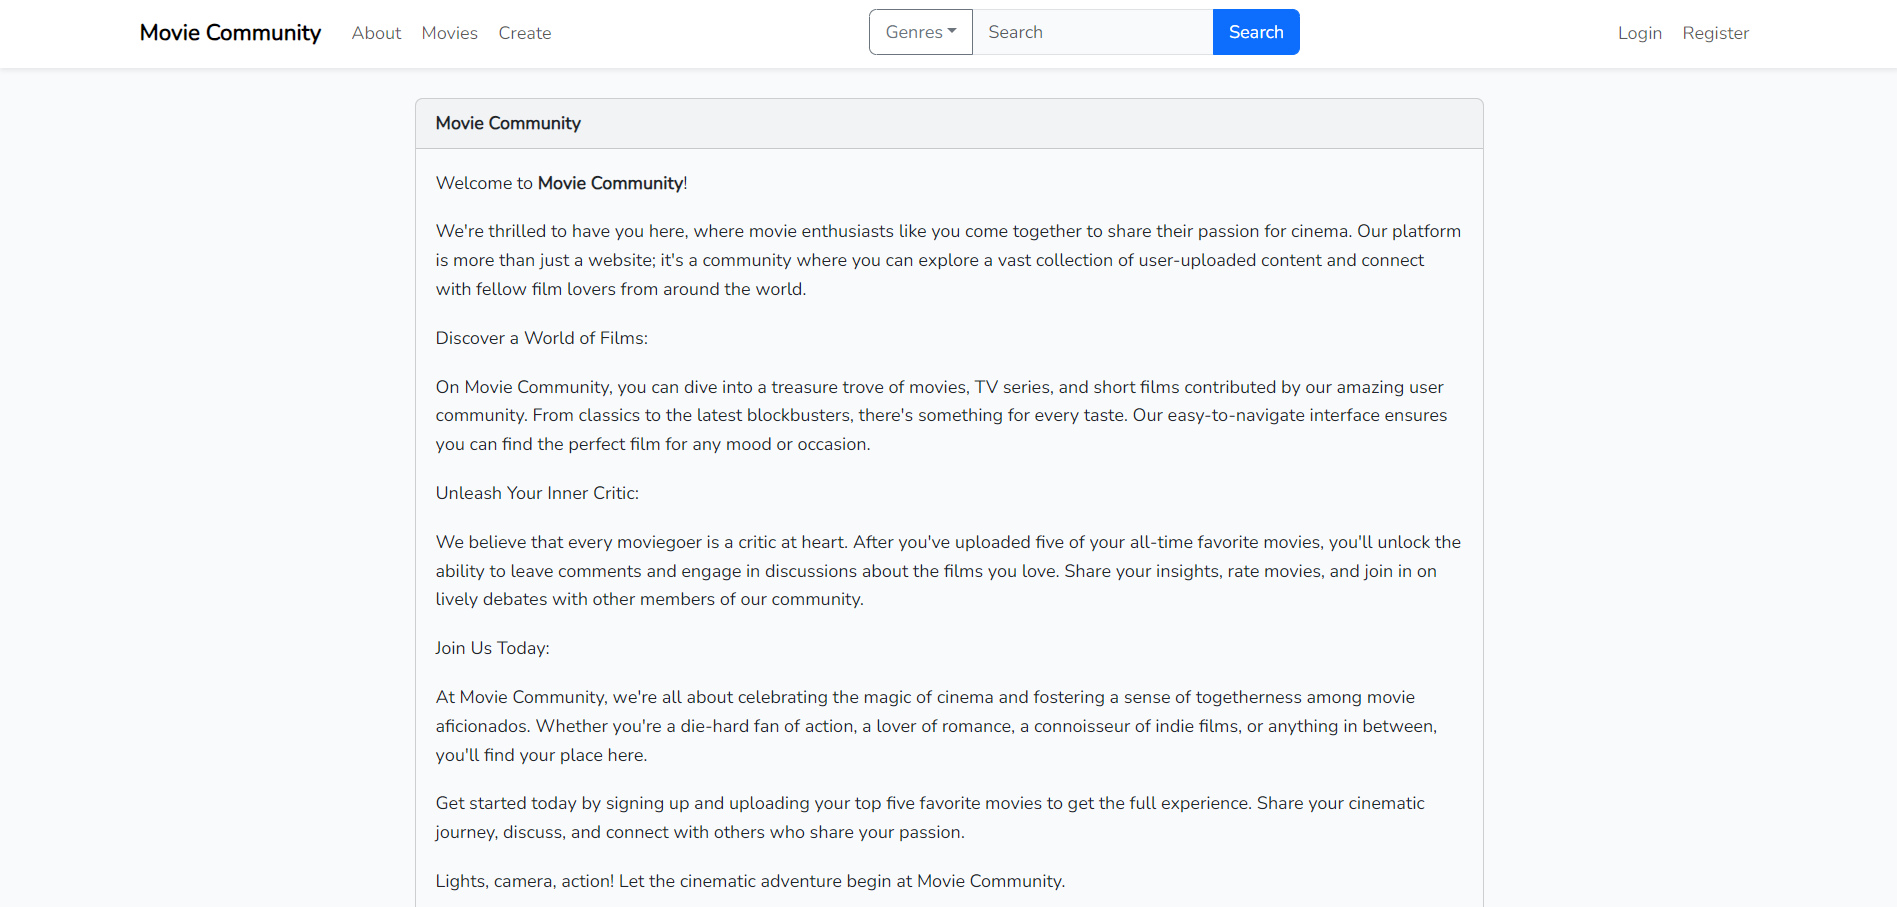 Movie Community About Movies Create Genres Search Search Login Register
Movie Community
Welcome to Movie Community!
We're thrilled to have you here, where movie enthusiasts like you come together to share their passion for cinema. Our platform
is more than just a website; it's a community where you can explore a vast collection of user-uploaded content and connect
with fellow film lovers from around the world.
Discover a World of Films:
On Movie Community, you can dive into a treasure trove of movies, TV series, and short films contributed by our amazing user
community. From classics to the latest blockbusters, there's something for every taste. Our easy-to-navigate interface ensures
you can find the perfect film for any mood or occasion.
Unleash Your Inner Critic:
We believe that every moviegoer is a critic at heart. After you've uploaded five of your all-time favorite movies, you'll unlock the
ability to leave comments and engage in discussions about the films you love. Share your insights, rate movies, and join in on
lively debates with other members of our community.
Join Us Today:
At Movie Community, we're all about celebrating the magic of cinema and fostering a sense of togetherness among movie
aficionados. Whether you're a die-hard fan of action, a lover of romance, a connoisseur of indie films, or anything in between,
you'll find your place here.
Get started today by signing up and uploading your top five favorite movies to get the full experience. Share your cinematic
journey, discuss, and connect with others who share your passion.
Lights, camera, action! Let the cinematic adventure begin at Movie Community.